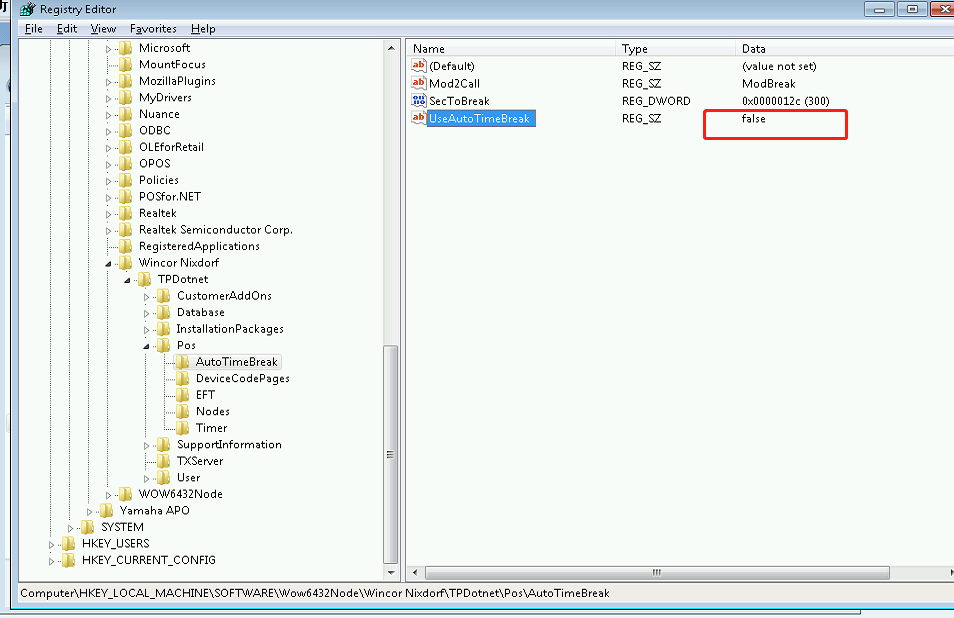 Registry Editor
File Edit View Favorites Help
Microsoft
MountFocus
MozillaPlugins
MyDrivers
Nuance
ODBC
OLEforRetail
OPOS
Policies
POSfor.NET
Realtek
Realtek Semiconductor Corp.
RegisteredApplications
Wincor Nixdorf
TPDotnet
CustomerAddOns
Database
InstallationPackages
Pos
AutoTimeBreak
DeviceCodePages
EFT
Nodes
Timer
SupportInformation
TXServer
User
WOW6432Node
Yamaha APO
SYSTEM
HKEY_USERS
HKEY_CURRENT_CONFIG
Name Type Data
(Default) REG_SZ (value not set)
Mod2Call REG_SZ ModBreak
SecToBreak REG_DWORD 0x0000012c (300)
UseAutoTimeBreak REG_SZ false
Computer\HKEY_LOCAL_MACHINE\SOFTWARE\Wow6432Node\Wincor Nixdorf\TPDotnet\Pos\AutoTimeBreak